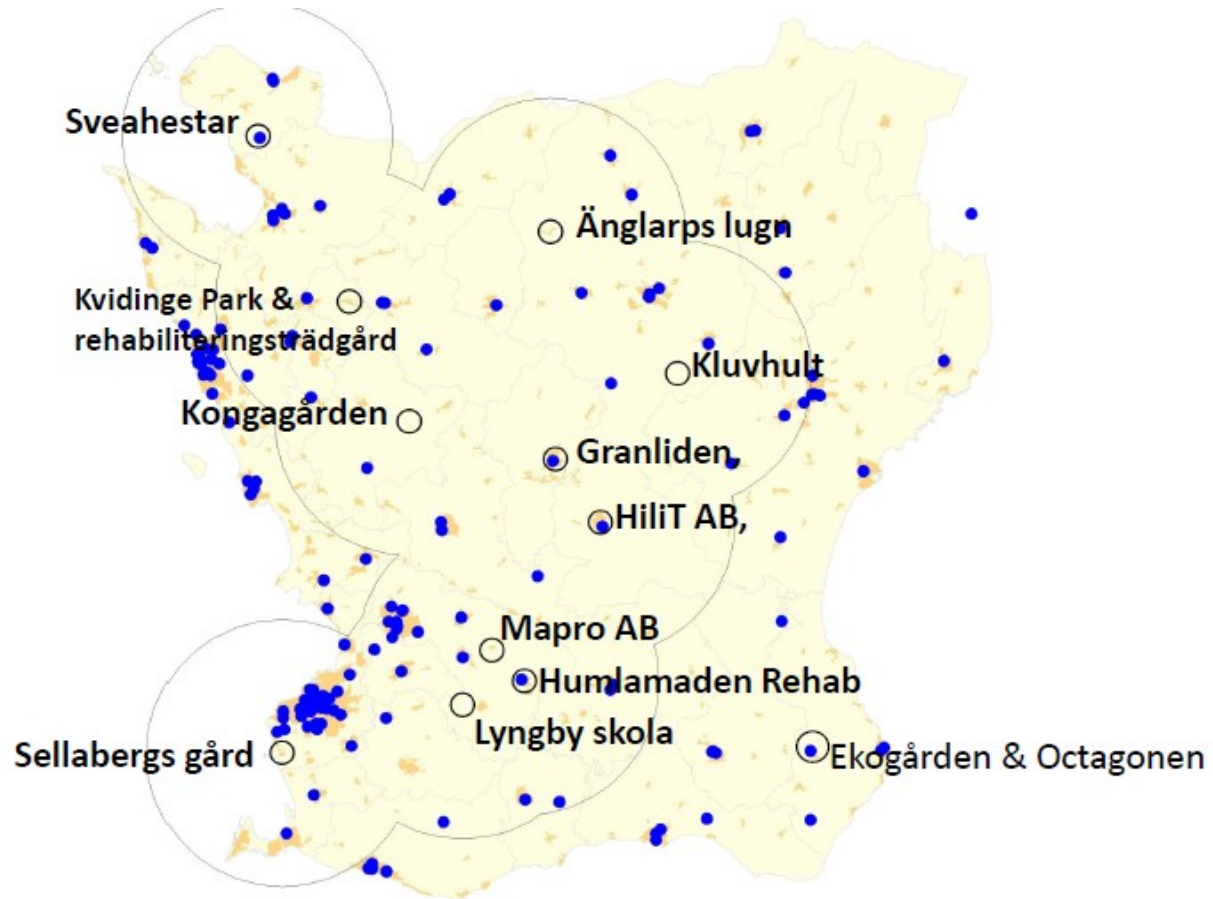 Sveahestar
Änglarps lugn
Kvidinge Park &
rehabiliteringsträdgård
Kluvhult
Kongagården
Granliden,
HiliT AB,
Mapro AB
Humlamaden Rehab
Lyngby skola
Sellabergs gård
Ekogården & Octagonen